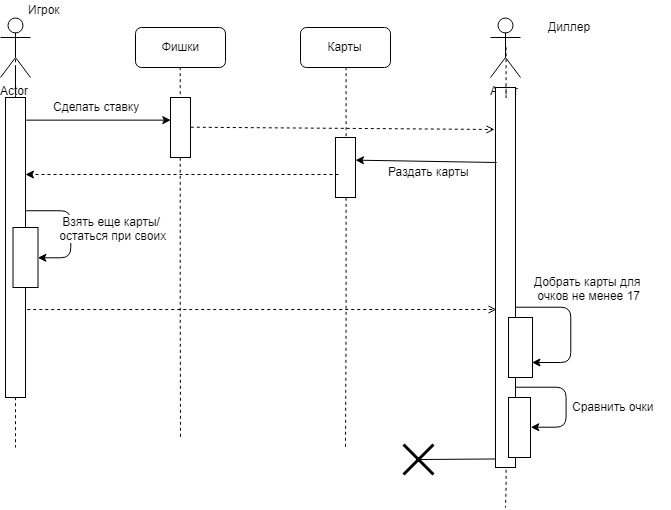 Игрок
Диллер
Фишки
Карты
Actor
Сделать ставку
Раздать карты
Взять еще карты/
остаться при своих
Добрать карты для
очков не менее 17
Сравнить очки